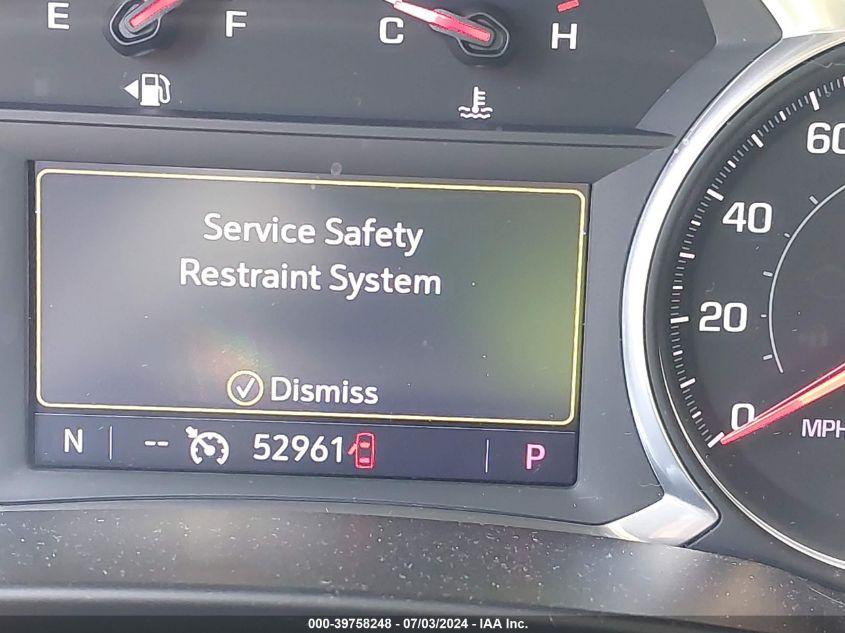 E F C H
60
Service Safety
40
Restraint System
20
Dismiss
0
N -- 52961 P
MPH
000-39758248 - 07/03/2024 - IAA Inc.